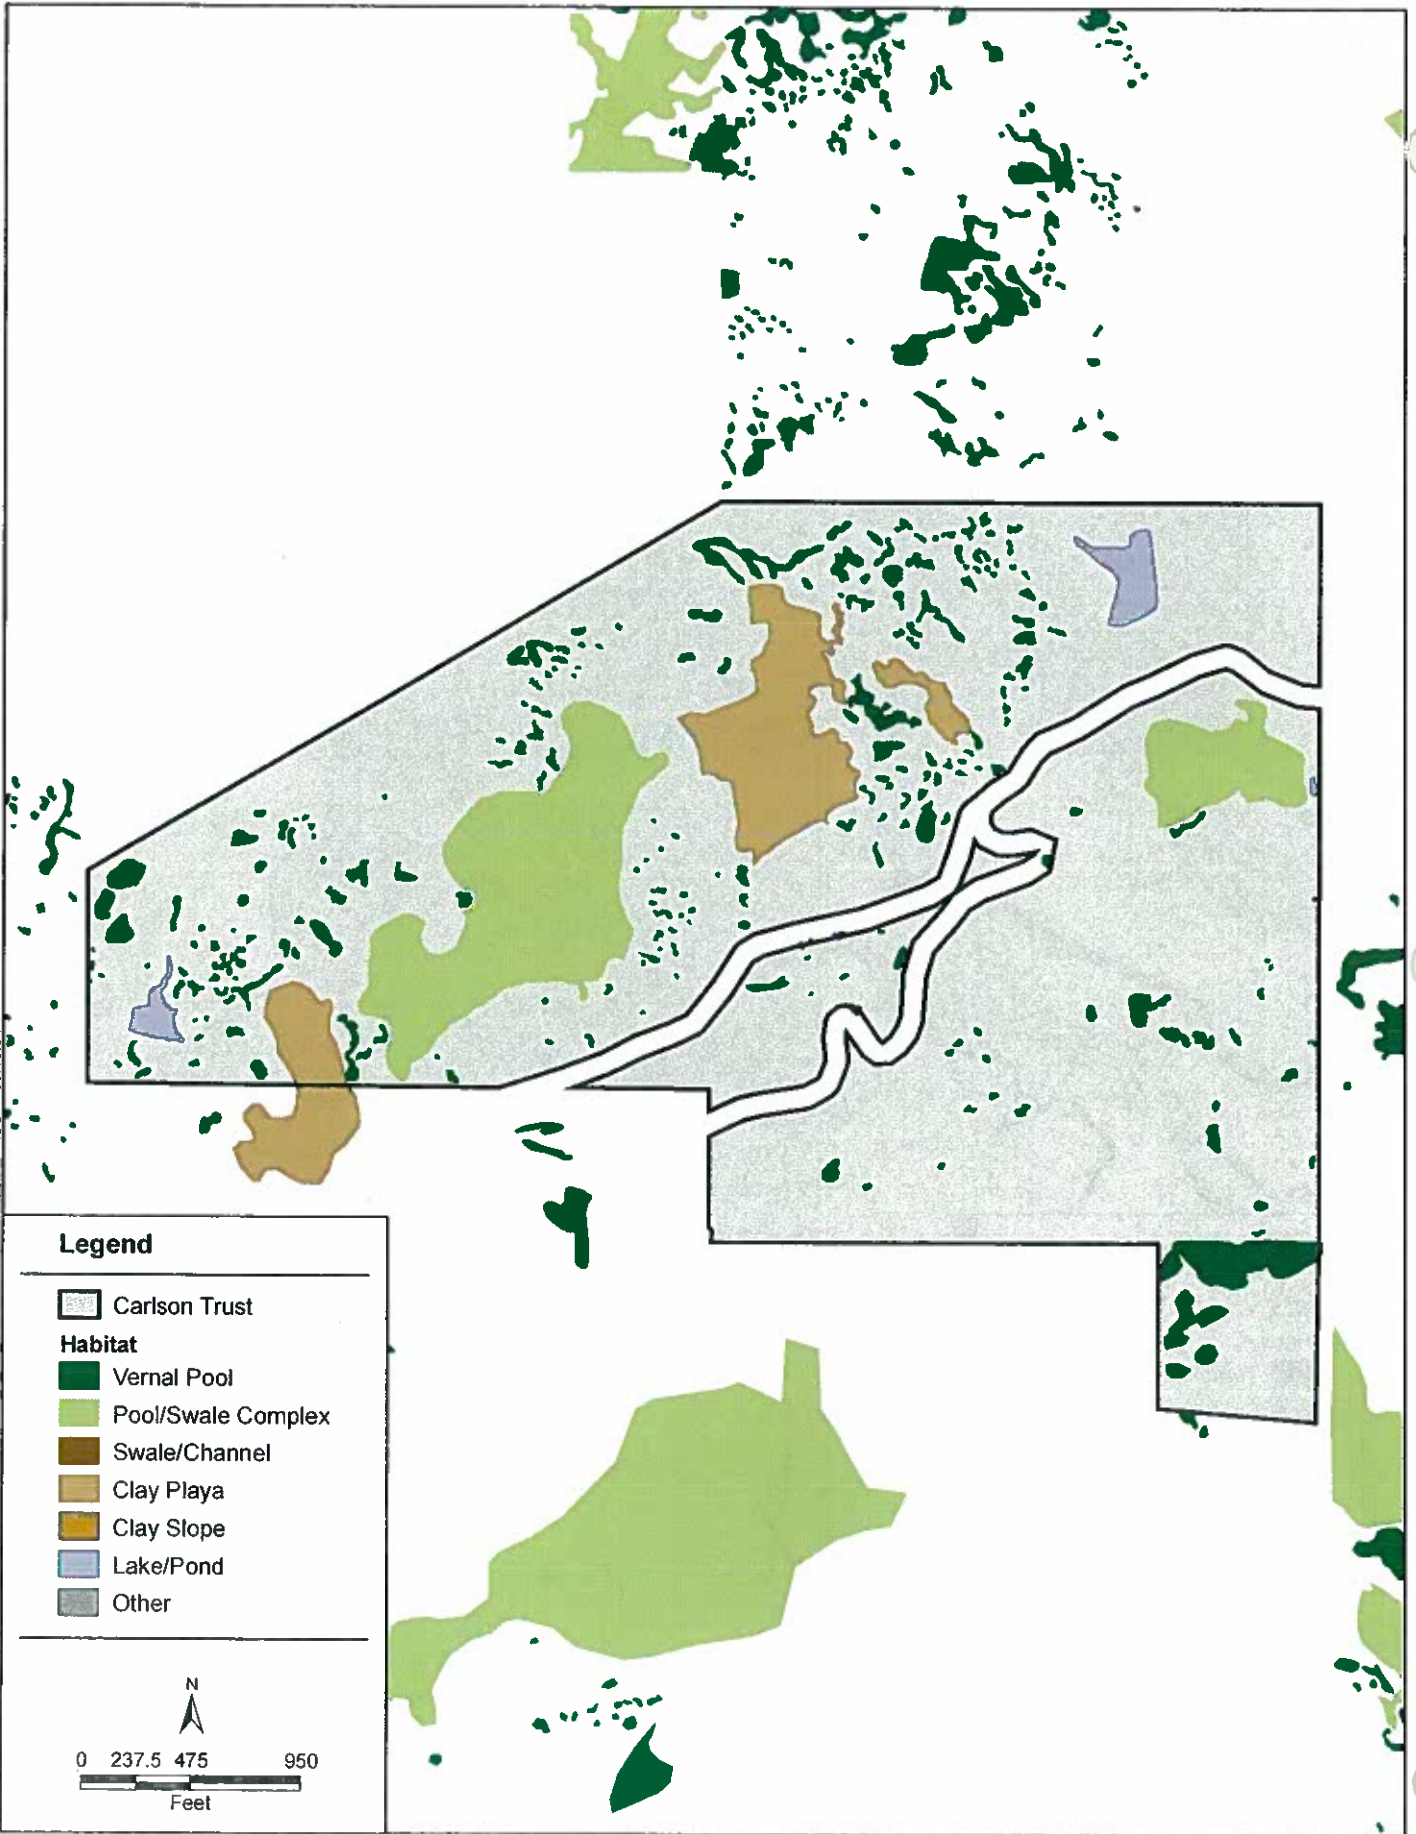 Legend
Carlson Trust
Habitat
Vernal Pool
Pool/Swale Complex
Swale/Channel
Clay Playa
Clay Slope
Lake/Pond
Other
N
0 237.5 475 950
Feet